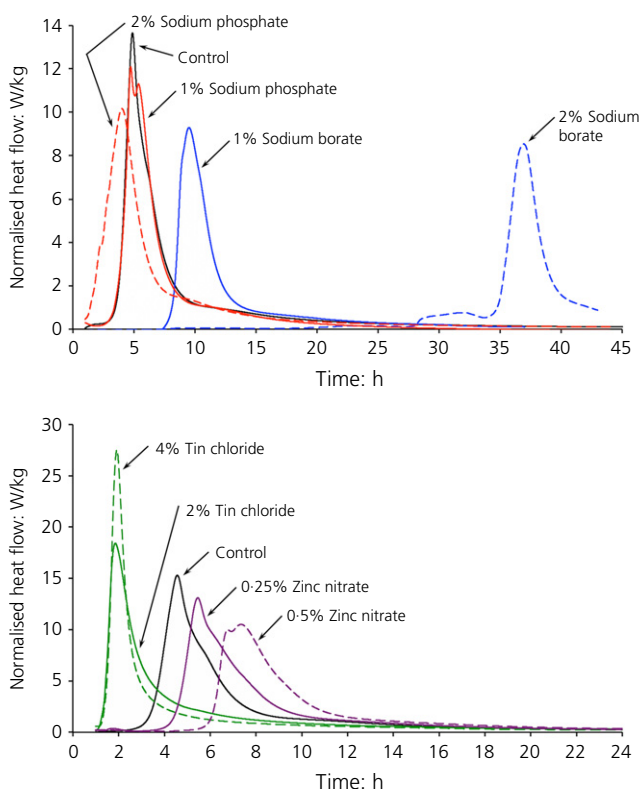 2% Sodium phosphate
Control
1% Sodium phosphate
1% Sodium borate
2% Sodium
borate
Normalised heat flow: W/kg
14
12
10
8
6
4
2
0
0 5 10 15 20 25 30 35 40 45
Time: h
4% Tin chloride
2% Tin chloride
Control
0·25% Zinc nitrate
0·5% Zinc nitrate
Normalised heat flow: W/kg
30
25
20
15
10
5
0
0 2 4 6 8 10 12 14 16 18 20 22 24
Time: h